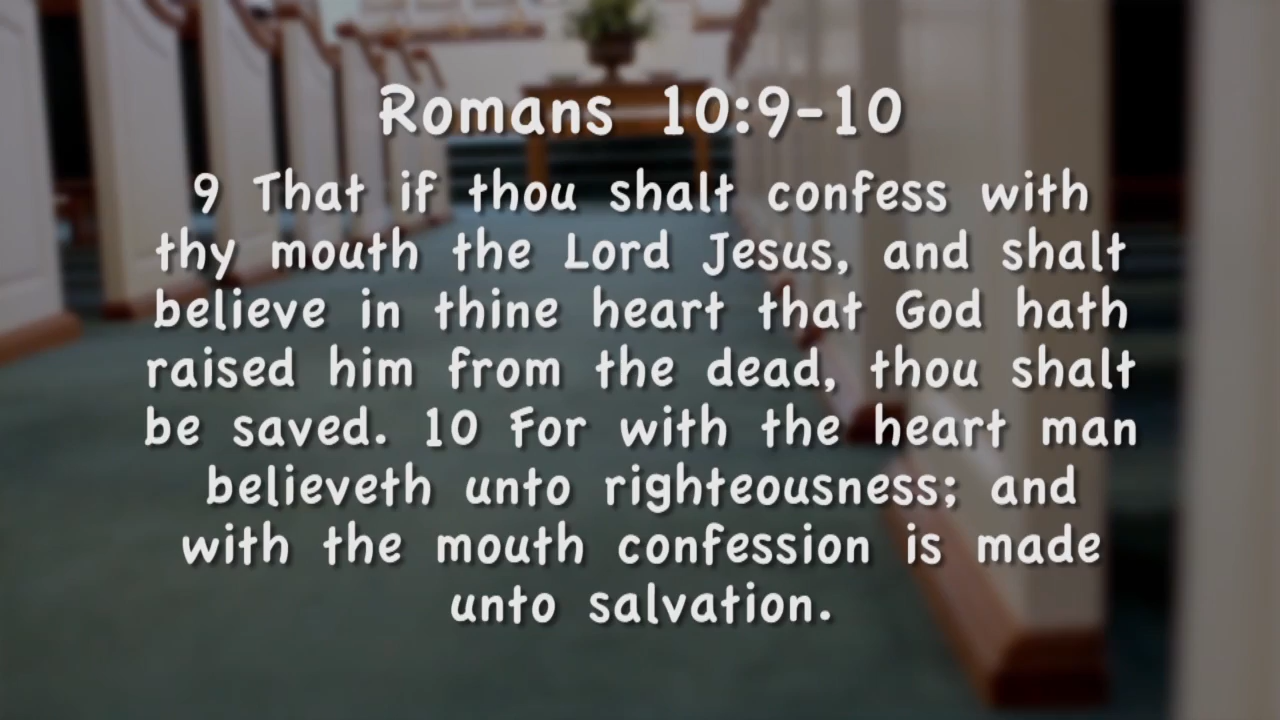 Romans 10:9-10
9 That if thou shalt confess with
thy mouth the Lord Jesus, and shalt
believe in thine heart that God hath
raised him from the dead, thou shalt
be saved. 10 For with the heart man
believeth unto righteousness; and
with the mouth confession is made
unto salvation.